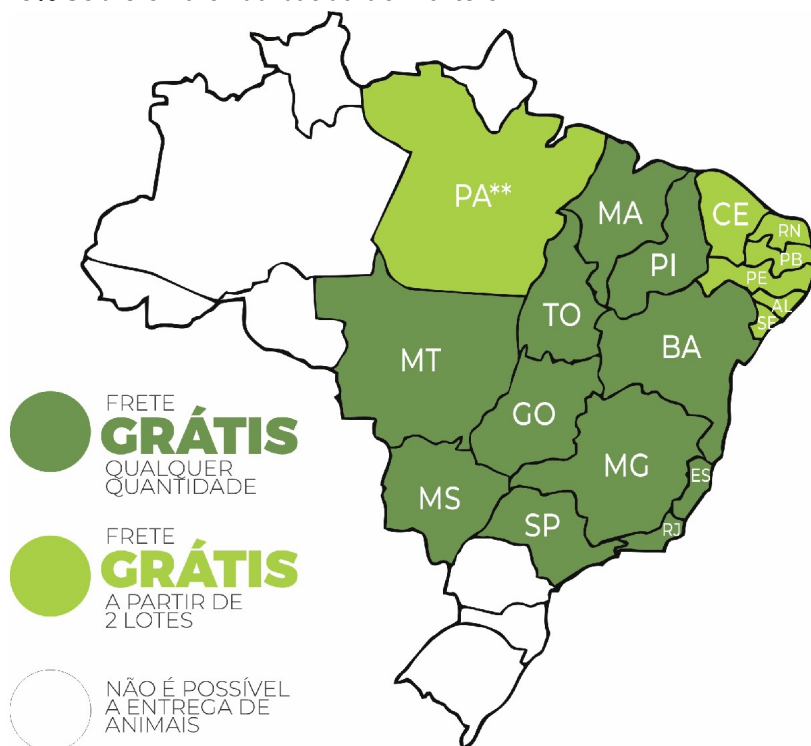 PA**
MA
CE
RN
PB
PI
PE
AL
SE
TO
BA
MT
GO
MG
ES
MS
SP
RJ
FRETE
GRÁTIS
QUALQUER
QUANTIDADE
FRETE
GRÁTIS
A PARTIR DE
2 LOTES
NÃO É POSSÍVEL
A ENTREGA DE
ANIMAIS